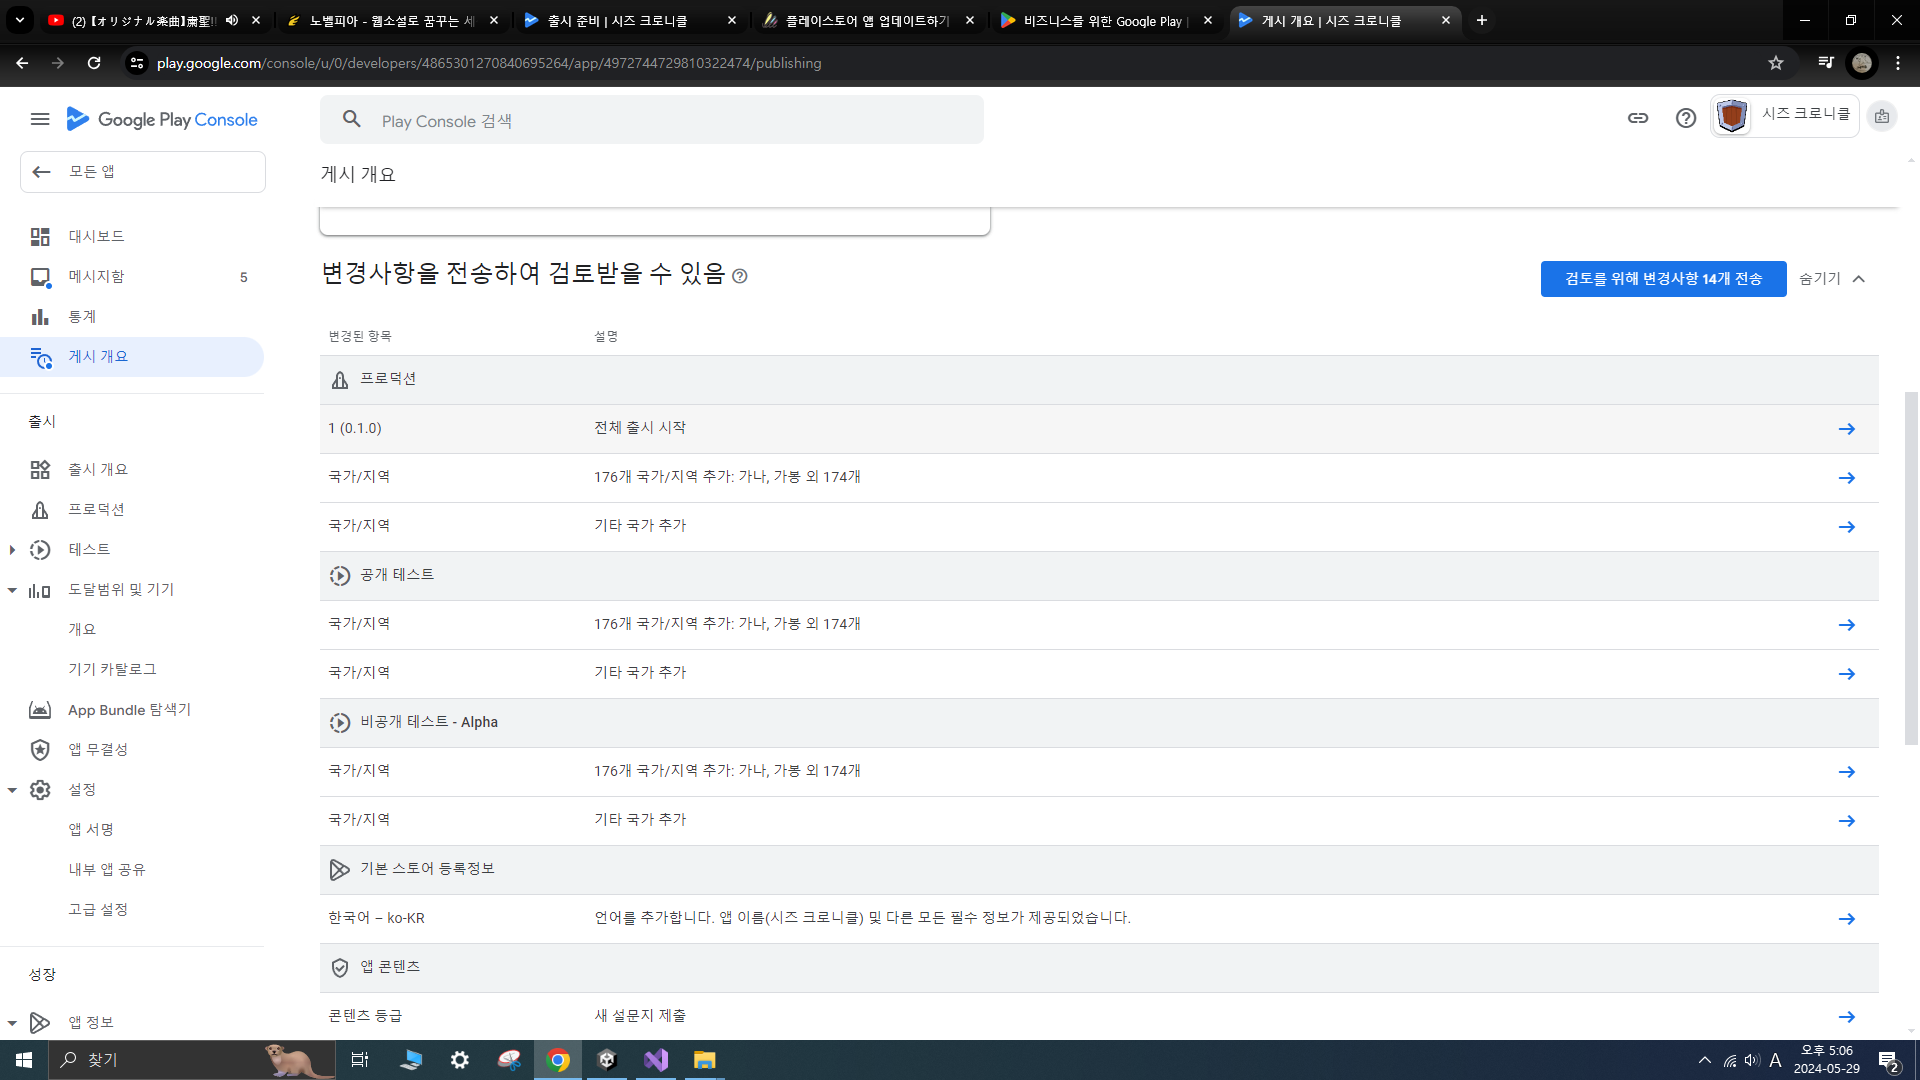 (2) 【オリジナル楽曲】粛聖!!
노벨피아 - 웹소설로 꿈꾸는 세
출시 준비 | 시즈 크로니클
플레이스토어 앱 업데이트하기
비즈니스를 위한 Google Play |
게시 개요 | 시즈 크로니클
play.google.com/console/u/0/developers/4865301270840695264/app/4972744729810322474/publishing
Google Play Console
Play Console 검색
시즈 크로니클
모든 앱
게시 개요
대시보드
메시지함 5
통계
게시 개요
출시
출시 개요
프로덕션
테스트
도달범위 및 기기
개요
기기 카탈로그
App Bundle 탐색기
앱 무결성
설정
앱 서명
내부 앱 공유
고급 설정
성장
앱 정보
변경사항을 전송하여 검토받을 수 있음
검토를 위해 변경사항 14개 전송
숨기기
변경된 항목 설명
프로덕션
1 (0.1.0) 전체 출시 시작
국가/지역 176개 국가/지역 추가: 가나, 가봉 외 174개
국가/지역 기타 국가 추가
공개 테스트
국가/지역 176개 국가/지역 추가: 가나, 가봉 외 174개
국가/지역 기타 국가 추가
비공개 테스트 - Alpha
국가/지역 176개 국가/지역 추가: 가나, 가봉 외 174개
국가/지역 기타 국가 추가
기본 스토어 등록정보
한국어 – ko-KR 언어를 추가합니다. 앱 이름(시즈 크로니클) 및 다른 모든 필수 정보가 제공되었습니다.
앱 콘텐츠
콘텐츠 등급 새 설문지 제출
찾기
A
오후 5:06
2024-05-29
2